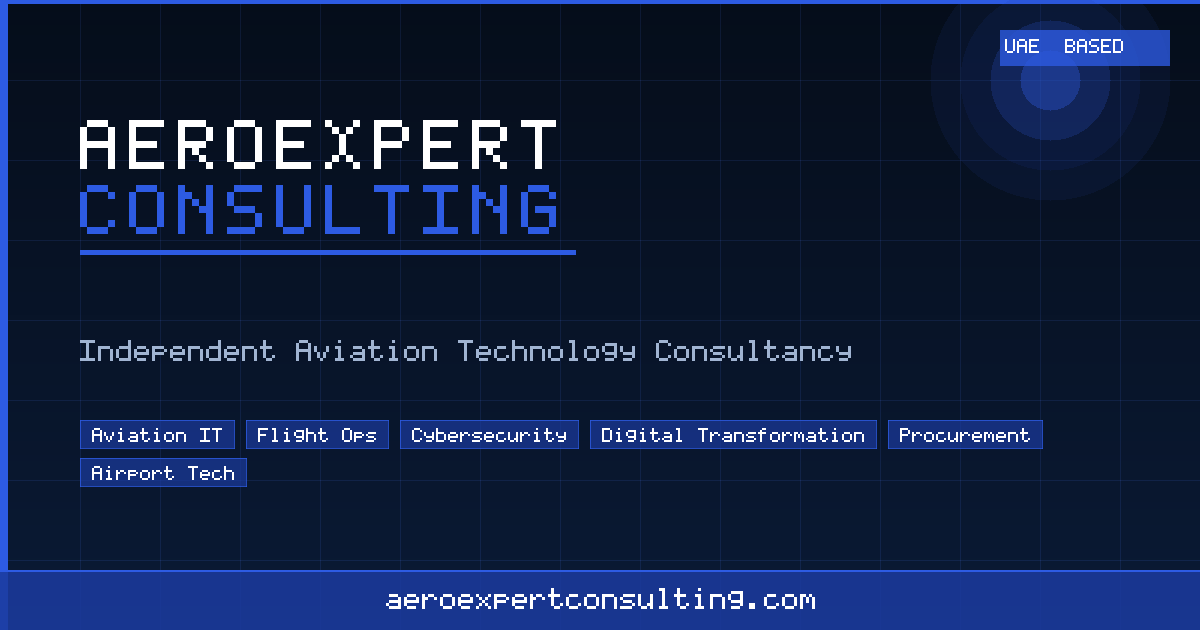 UAE BASED
AEROEXPERT
CONSULTING
Independent Aviation Technology Consultancy
Aviation IT Flight Ops Cybersecurity Digital Transformation Procurement
Airport Tech
aeroexpertconsulting.com